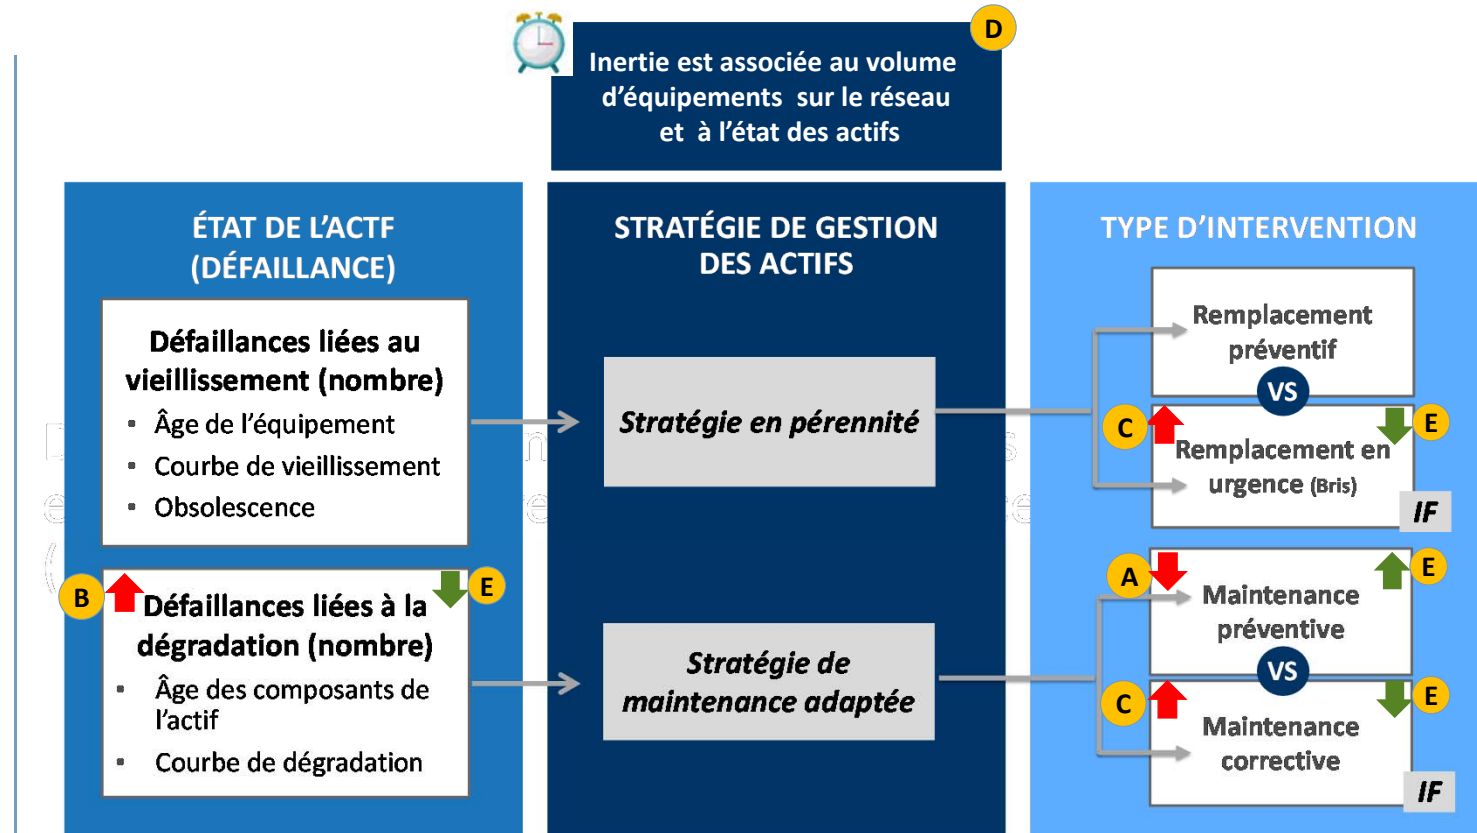 D
Inertie est associée au volume
d’équipements sur le réseau
et à l’état des actifs
ÉTAT DE L’ACTF
(DÉFAILLANCE)
Défaillances liées au
vieillissement (nombre)
▪ Âge de l’équipement
▪ Courbe de vieillissement
▪ Obsolescence
B
E
Défaillances liées à la
dégradation (nombre)
▪ Âge des composants de
l’actif
▪ Courbe de dégradation
STRATÉGIE DE GESTION
DES ACTIFS
Stratégie en pérennité
Stratégie de
maintenance adaptée
TYPE D’INTERVENTION
Remplacement
préventif
VS
C
E
Remplacement en
urgence (Bris)
IF
A
E
Maintenance
préventive
VS
C
E
Maintenance
corrective
IF